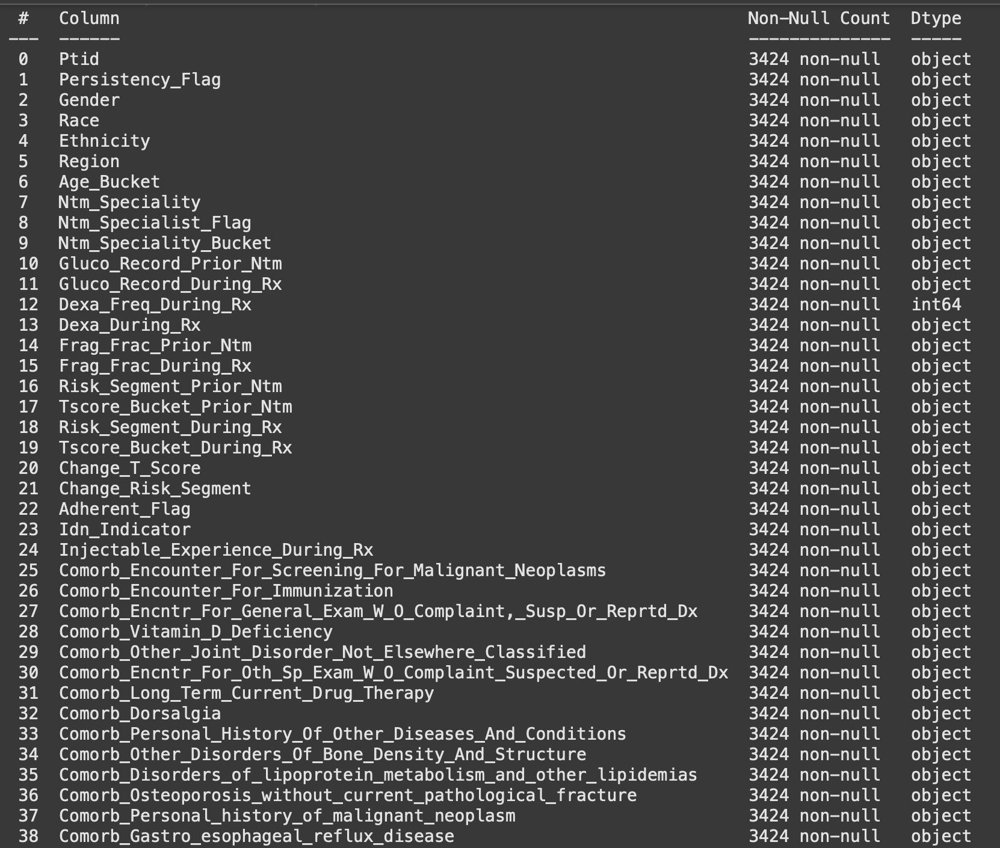 #   Column   Non-Null Count   Dtype
---   ------   --------------   -----
0   Ptid   3424 non-null   object
1   Persistency_Flag   3424 non-null   object
2   Gender   3424 non-null   object
3   Race   3424 non-null   object
4   Ethnicity   3424 non-null   object
5   Region   3424 non-null   object
6   Age_Bucket   3424 non-null   object
7   Ntm_Speciality   3424 non-null   object
8   Ntm_Specialist_Flag   3424 non-null   object
9   Ntm_Speciality_Bucket   3424 non-null   object
10   Gluco_Record_Prior_Ntm   3424 non-null   object
11   Gluco_Record_During_Rx   3424 non-null   object
12   Dexa_Freq_During_Rx   3424 non-null   int64
13   Dexa_During_Rx   3424 non-null   object
14   Frag_Frac_Prior_Ntm   3424 non-null   object
15   Frag_Frac_During_Rx   3424 non-null   object
16   Risk_Segment_Prior_Ntm   3424 non-null   object
17   Tscore_Bucket_Prior_Ntm   3424 non-null   object
18   Risk_Segment_During_Rx   3424 non-null   object
19   Tscore_Bucket_During_Rx   3424 non-null   object
20   Change_T_Score   3424 non-null   object
21   Change_Risk_Segment   3424 non-null   object
22   Adherent_Flag   3424 non-null   object
23   Idn_Indicator   3424 non-null   object
24   Injectable_Experience_During_Rx   3424 non-null   object
25   Comorb_Encounter_For_Screening_For_Malignant_Neoplasms   3424 non-null   object
26   Comorb_Encounter_For_Immunization   3424 non-null   object
27   Comorb_Encntr_For_General_Exam_W_O_Complaint,_Susp_Or_Reprtd_Dx   3424 non-null   object
28   Comorb_Vitamin_D_Deficiency   3424 non-null   object
29   Comorb_Other_Joint_Disorder_Not_Elsewhere_Classified   3424 non-null   object
30   Comorb_Encntr_For_Oth_Sp_Exam_W_O_Complaint_Suspected_Or_Reprtd_Dx   3424 non-null   object
31   Comorb_Long_Term_Current_Drug_Therapy   3424 non-null   object
32   Comorb_Dorsalgia   3424 non-null   object
33   Comorb_Personal_History_Of_Other_Diseases_And_Conditions   3424 non-null   object
34   Comorb_Other_Disorders_Of_Bone_Density_And_Structure   3424 non-null   object
35   Comorb_Disorders_of_lipoprotein_metabolism_and_other_lipidemias   3424 non-null   object
36   Comorb_Osteoporosis_without_current_pathological_fracture   3424 non-null   object
37   Comorb_Personal_history_of_malignant_neoplasm   3424 non-null   object
38   Comorb_Gastro_esophageal_reflux_disease   3424 non-null   object